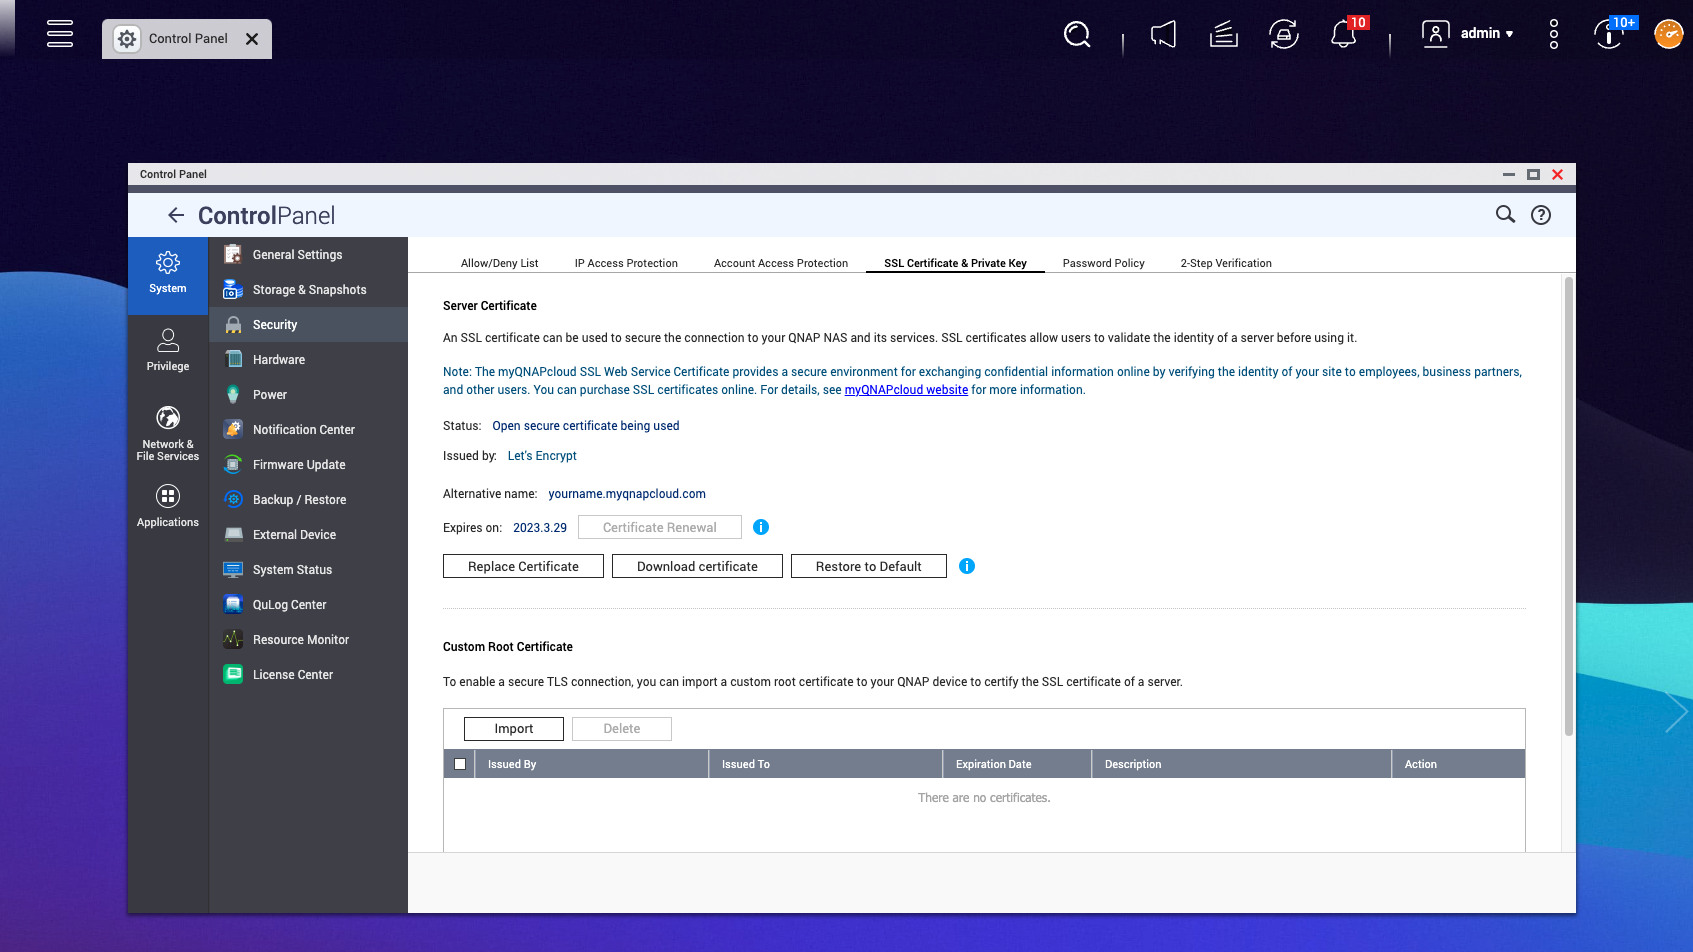 Control Panel
10
admin
10+
Control Panel
ControlPanel
System
Privilege
Network &
File Services
Applications
General Settings
Storage & Snapshots
Security
Hardware
Power
Notification Center
Firmware Update
Backup / Restore
External Device
System Status
QuLog Center
Resource Monitor
License Center
Allow/Deny List IP Access Protection Account Access Protection SSL Certificate & Private Key Password Policy 2-Step Verification
Server Certificate
An SSL certificate can be used to secure the connection to your QNAP NAS and its services. SSL certificates allow users to validate the identity of a server before using it.
Note: The myQNAPcloud SSL Web Service Certificate provides a secure environment for exchanging confidential information online by verifying the identity of your site to employees, business partners,
and other users. You can purchase SSL certificates online. For details, see myQNAPcloud website for more information.
Status: Open secure certificate being used
Issued by: Let's Encrypt
Alternative name: yourname.myqnapcloud.com
Expires on: 2023.3.29 Certificate Renewal
Replace Certificate Download certificate Restore to Default
Custom Root Certificate
To enable a secure TLS connection, you can import a custom root certificate to your QNAP device to certify the SSL certificate of a server.
Import Delete
Issued By Issued To Expiration Date Description Action
There are no certificates.